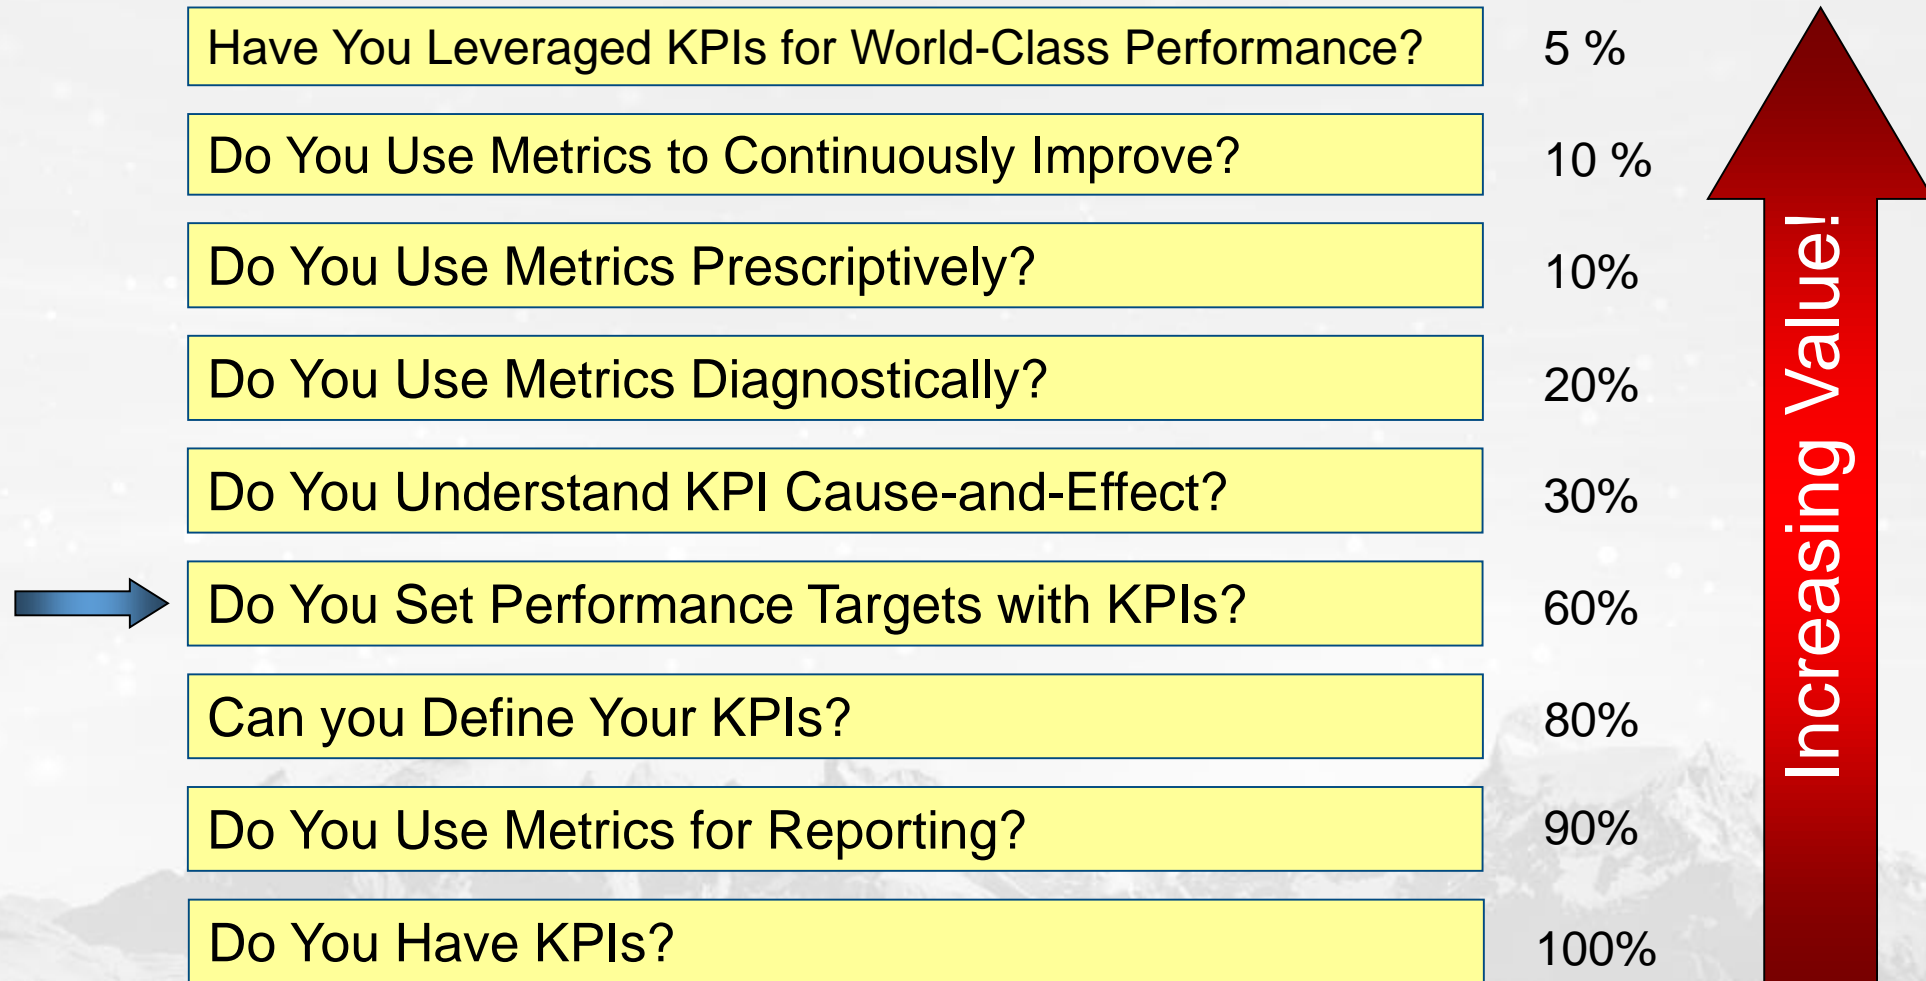 Have You Leveraged KPIs for World-Class Performance? 5 %
Do You Use Metrics to Continuously Improve? 10 %
Do You Use Metrics Prescriptively? 10%
Do You Use Metrics Diagnostically? 20%
Do You Understand KPI Cause-and-Effect? 30%
Do You Set Performance Targets with KPIs? 60%
Can you Define Your KPIs? 80%
Do You Use Metrics for Reporting? 90%
Do You Have KPIs? 100%
Increasing Value!